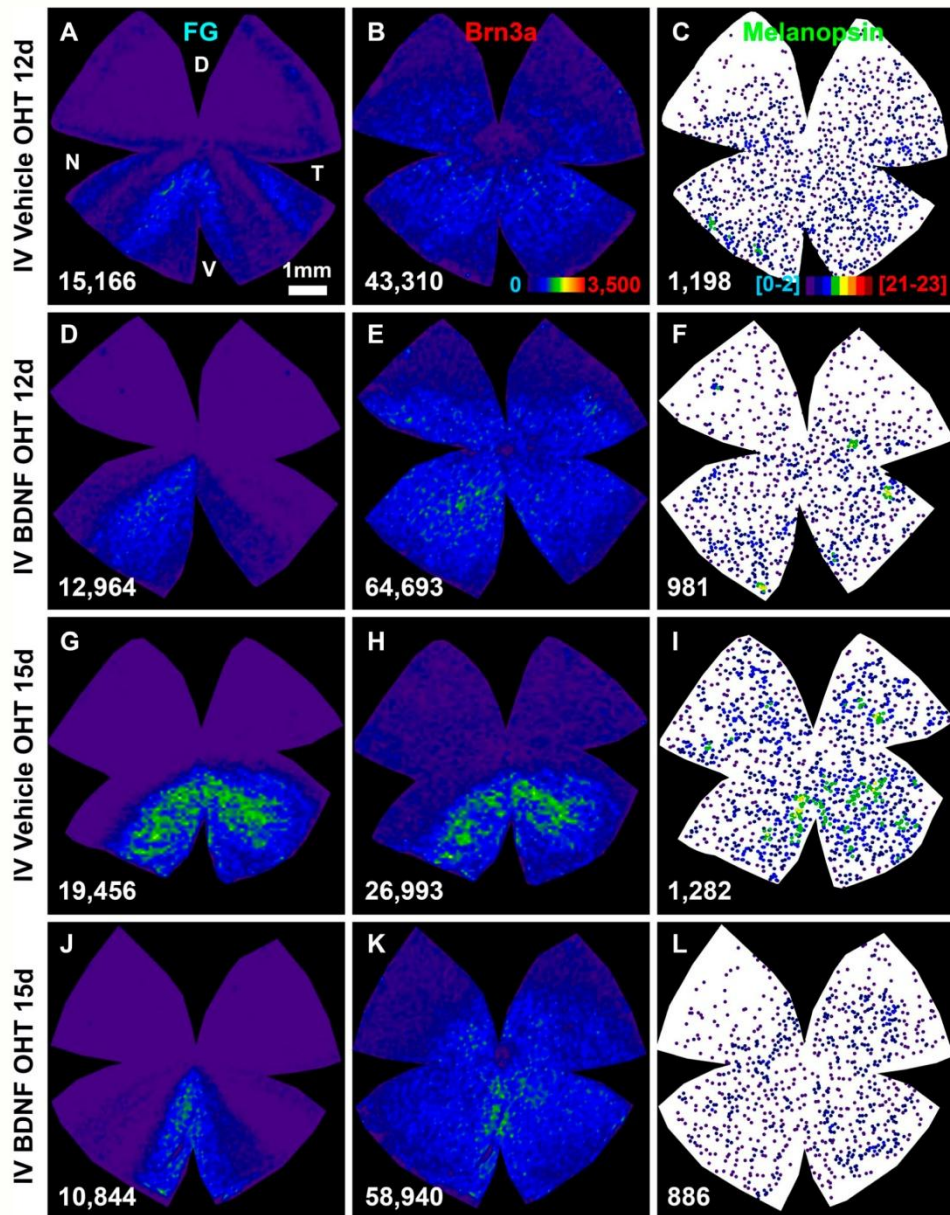 IV Vehicle OHT 12d
A
FG
D
N
T
V
15,166
1mm
B
Brn3a
43,310
0
3,500
C
Melanopsin
1,198
[0-2]
[21-23]
IV BDNF OHT 12d
D
12,964
E
64,693
F
981
IV Vehicle OHT 15d
G
19,456
H
26,993
I
1,282
IV BDNF OHT 15d
J
10,844
K
58,940
L
886